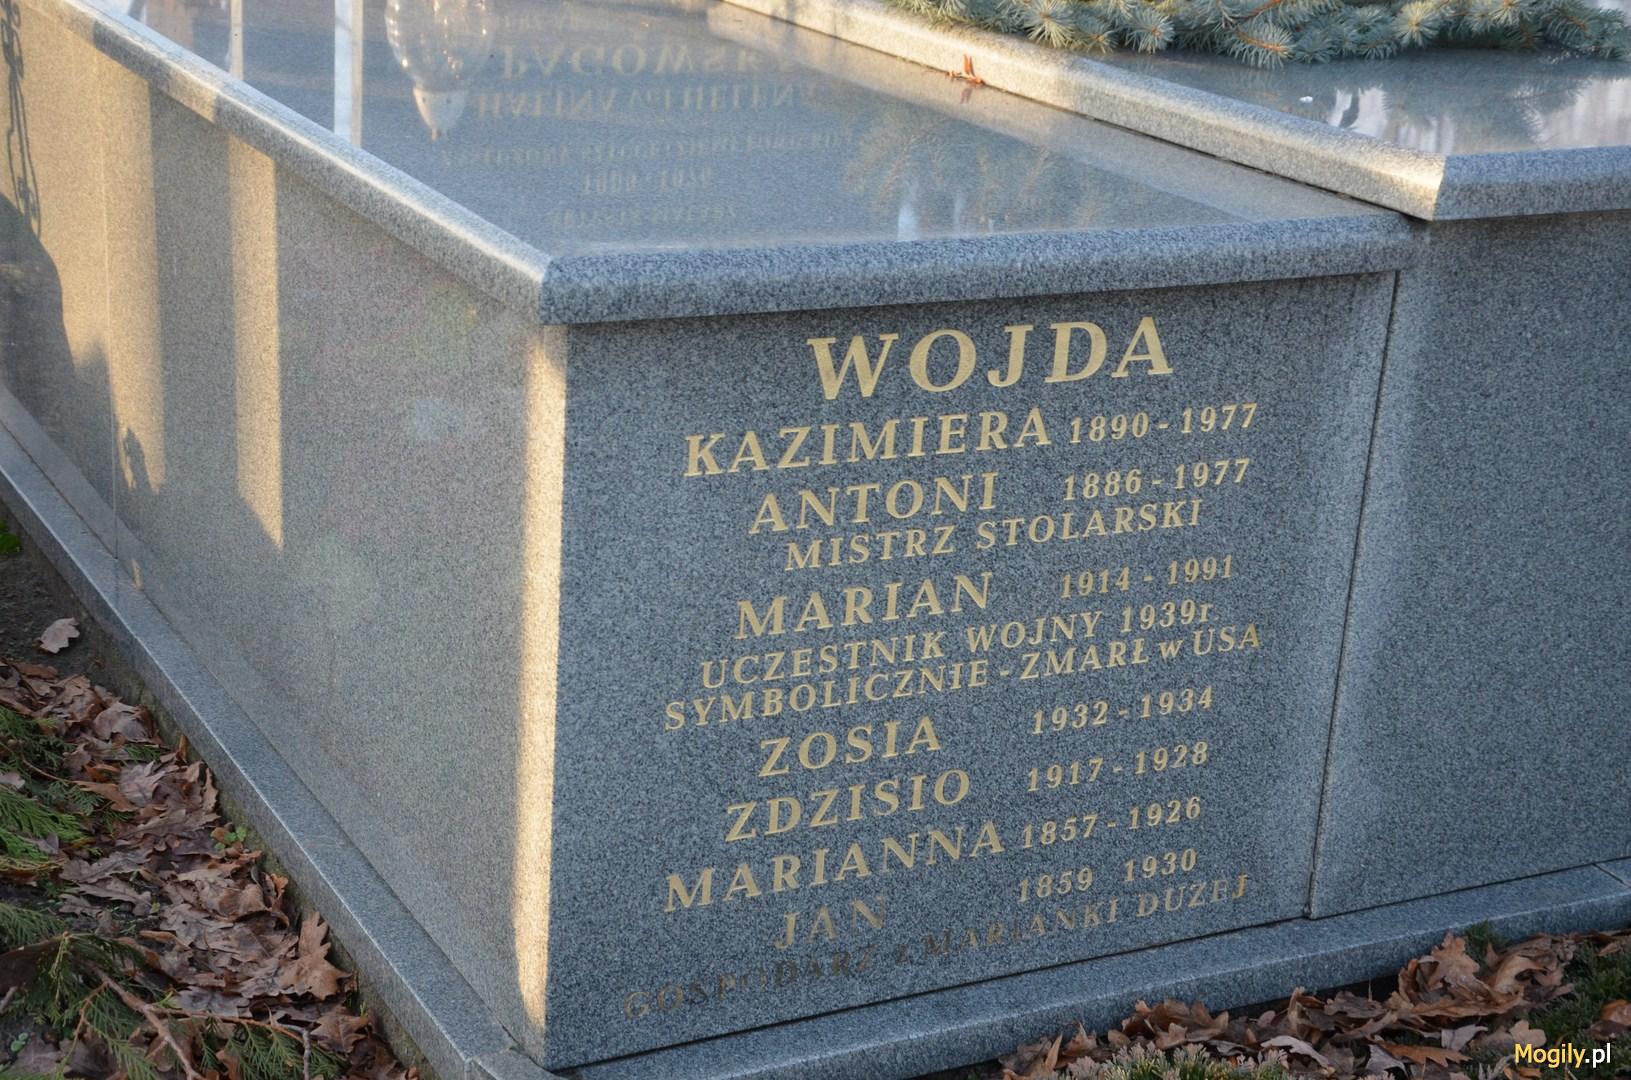 WOJDA
KAZIMIERA 1890 - 1977
ANTONI 1886 - 1977
MISTRZ STOLARSKI
MARIAN 1914 - 1991
UCZESTNIK WOJNY 1939r
SYMBOLICZNIE - ZMARŁ w USA
ZOSIA 1932 - 1934
ZDZISIO 1917 - 1928
MARIANNA 1857 - 1926
JAN 1859 1930
GOSPODARZ Z MARIANKI DUZEJ
Mogily.pl